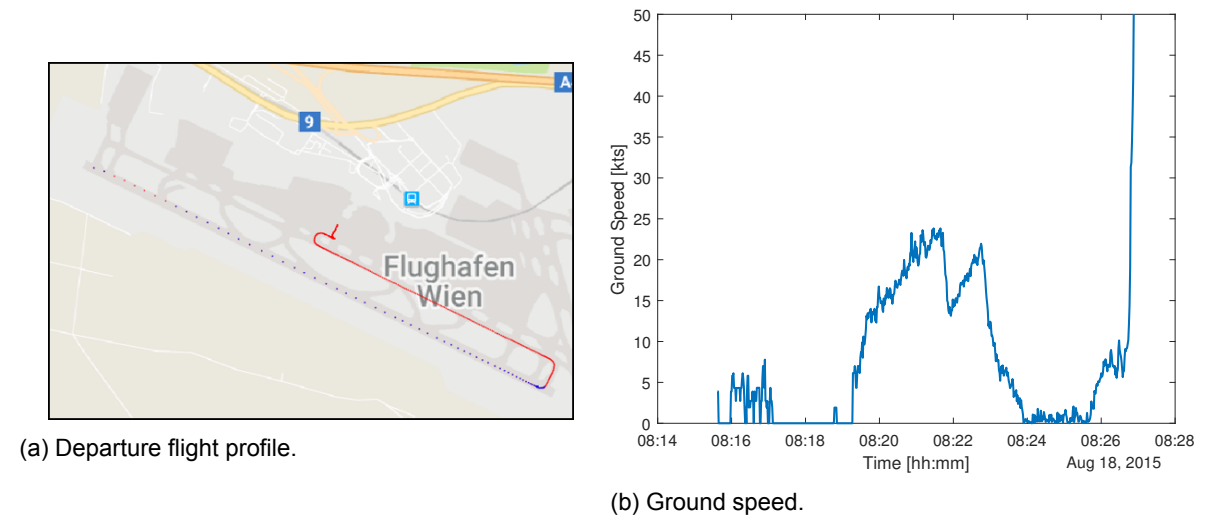 A
9
Flughafen
Wien
(a) Departure flight profile.
50
45
40
35
30
25
20
15
10
5
0
Ground Speed [kts]
08:14 08:16 08:18 08:20 08:22 08:24 08:26 08:28
Time [hh:mm]
Aug 18, 2015
(b) Ground speed.